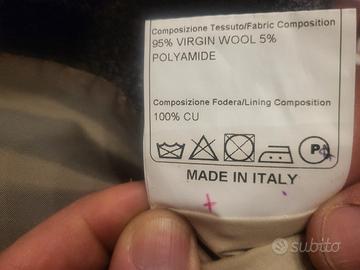 Composizione Tessuto/Fabric Composition
95% VIRGIN WOOL 5%
POLYAMIDE
Composizione Fodera/Lining Composition
100% CU
P
MADE IN ITALY
subito